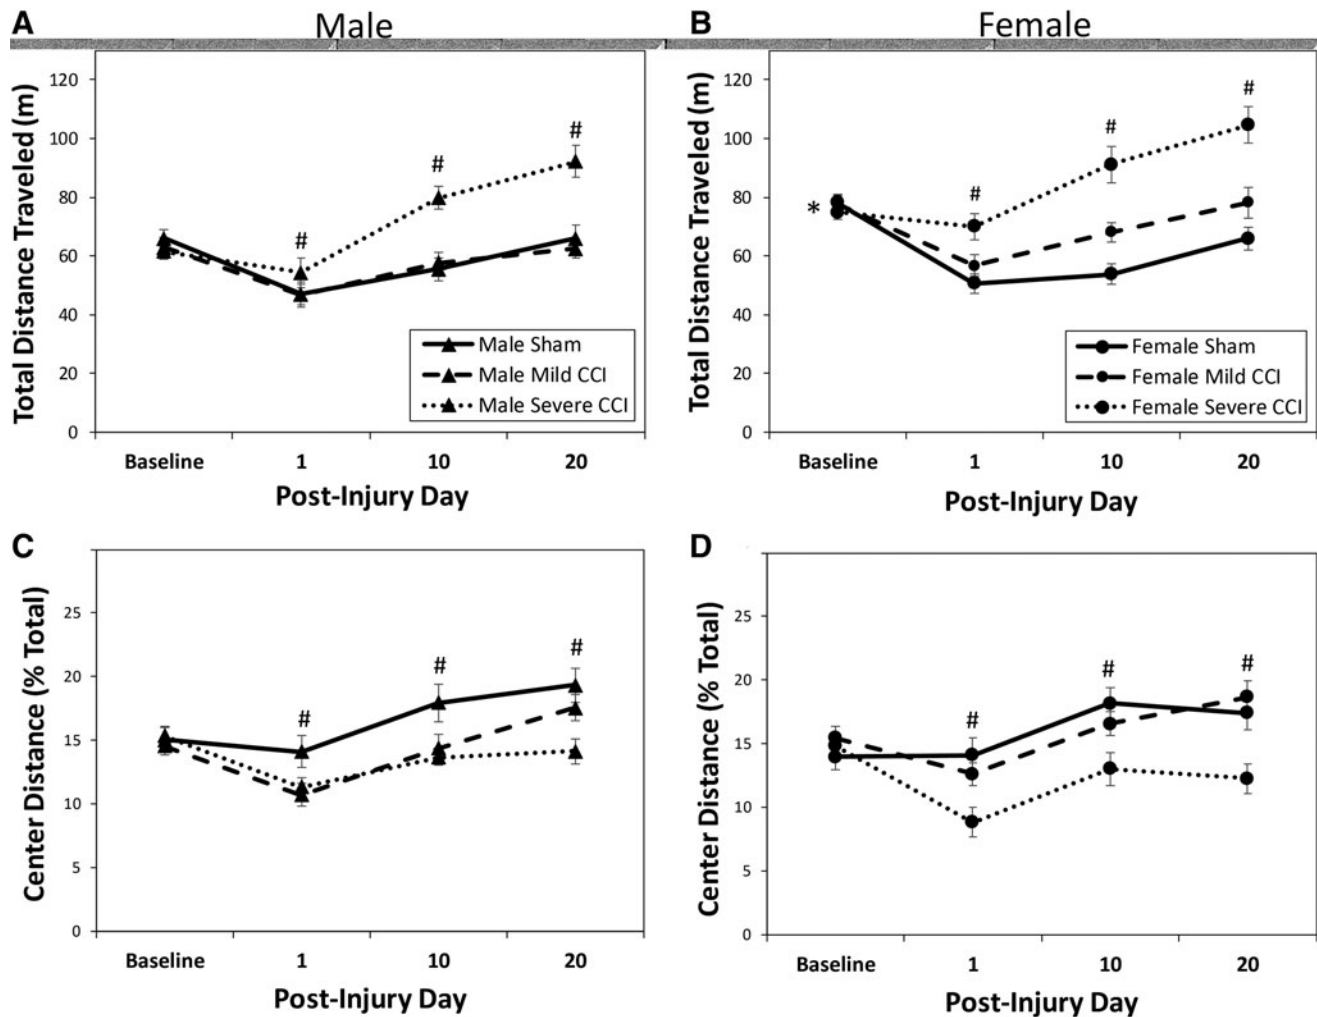 A Male
B Female
Total Distance Traveled (m)
120
100
80
60
40
20
0
#
#
#
Male Sham
Male Mild CCI
Male Severe CCI
Baseline 1 10 20
Post-Injury Day
Total Distance Traveled (m)
120
100
80
60
40
20
0
*
#
#
#
Female Sham
Female Mild CCI
Female Severe CCI
Baseline 1 10 20
Post-Injury Day
C
Center Distance (% Total)
25
20
15
10
5
0
#
#
#
Baseline 1 10 20
Post-Injury Day
D
Center Distance (% Total)
25
20
15
10
5
0
#
#
#
Baseline 1 10 20
Post-Injury Day